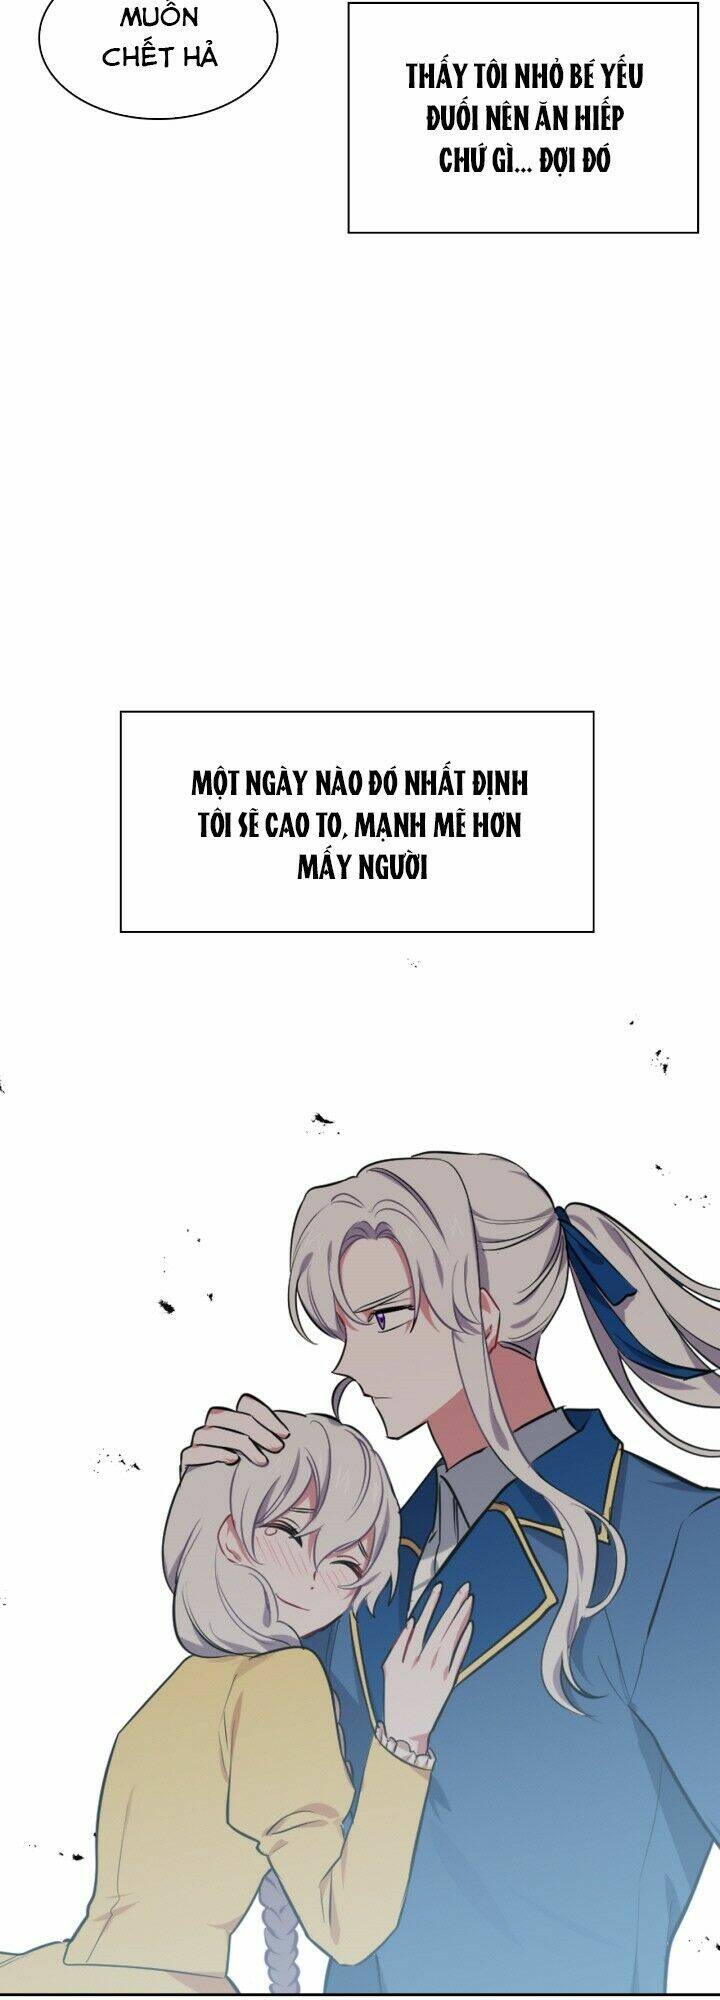 MUỐN
CHẾT HẢ
THẤY TÔI NHỎ BÉ YẾU
ĐUỐI NÊN ĂN HIẾP
CHỨ GÌ... ĐỢI ĐÓ
MỘT NGÀY NÀO ĐÓ NHẤT ĐỊNH
TÔI SẼ CAO TO, MẠNH MẼ HƠN
MẤY NGƯỜI